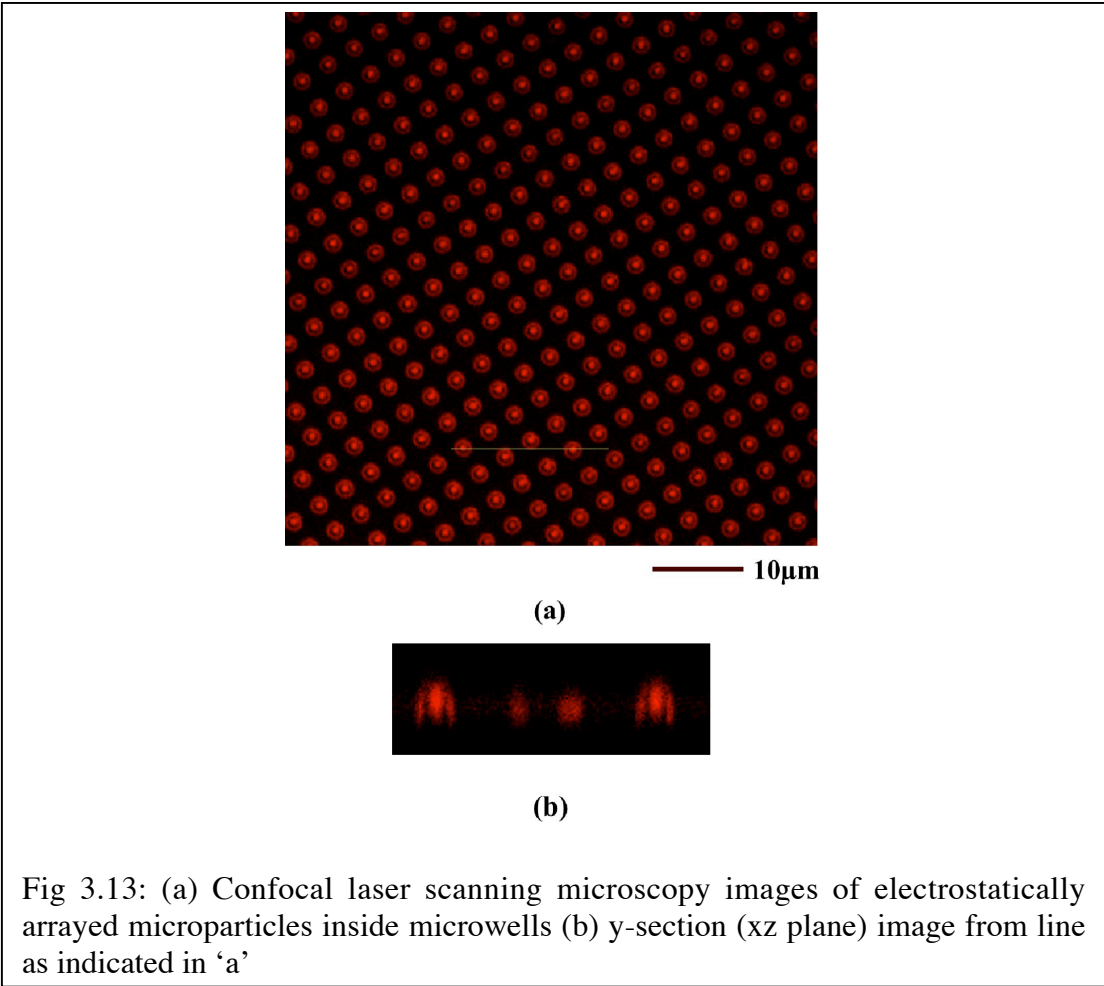 10μm
(a)
(b)
Fig 3.13: (a) Confocal laser scanning microscopy images of electrostatically
arrayed microparticles inside microwells (b) y-section (xz plane) image from line
as indicated in ‘a’